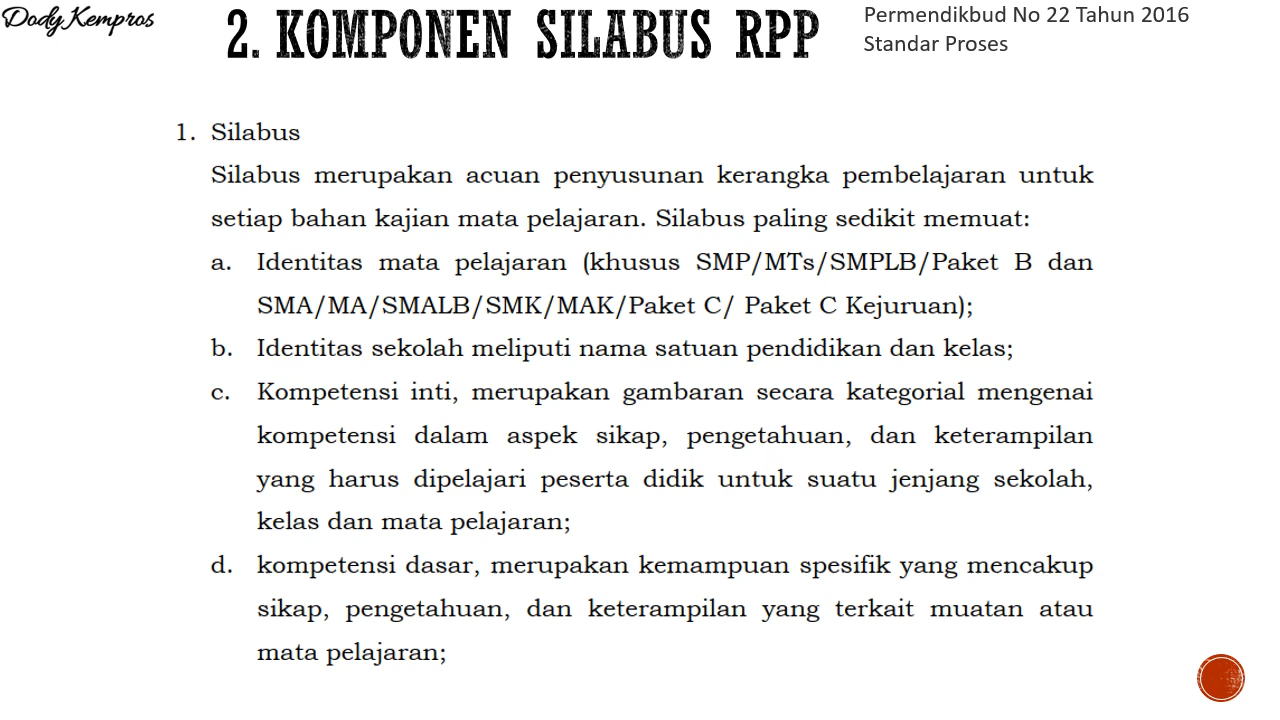 Dody Kempros
2. KOMPONEN SILABUS RPP
Permendikbud No 22 Tahun 2016
Standar Proses
1. Silabus
Silabus merupakan acuan penyusunan kerangka pembelajaran untuk
setiap bahan kajian mata pelajaran. Silabus paling sedikit memuat:
a. Identitas mata pelajaran (khusus SMP/MTs/SMPLB/Paket B dan
SMA/MA/SMALB/SMK/MAK/Paket C/ Paket C Kejuruan);
b. Identitas sekolah meliputi nama satuan pendidikan dan kelas;
c. Kompetensi inti, merupakan gambaran secara kategorial mengenai
kompetensi dalam aspek sikap, pengetahuan, dan keterampilan
yang harus dipelajari peserta didik untuk suatu jenjang sekolah,
kelas dan mata pelajaran;
d. kompetensi dasar, merupakan kemampuan spesifik yang mencakup
sikap, pengetahuan, dan keterampilan yang terkait muatan atau
mata pelajaran;